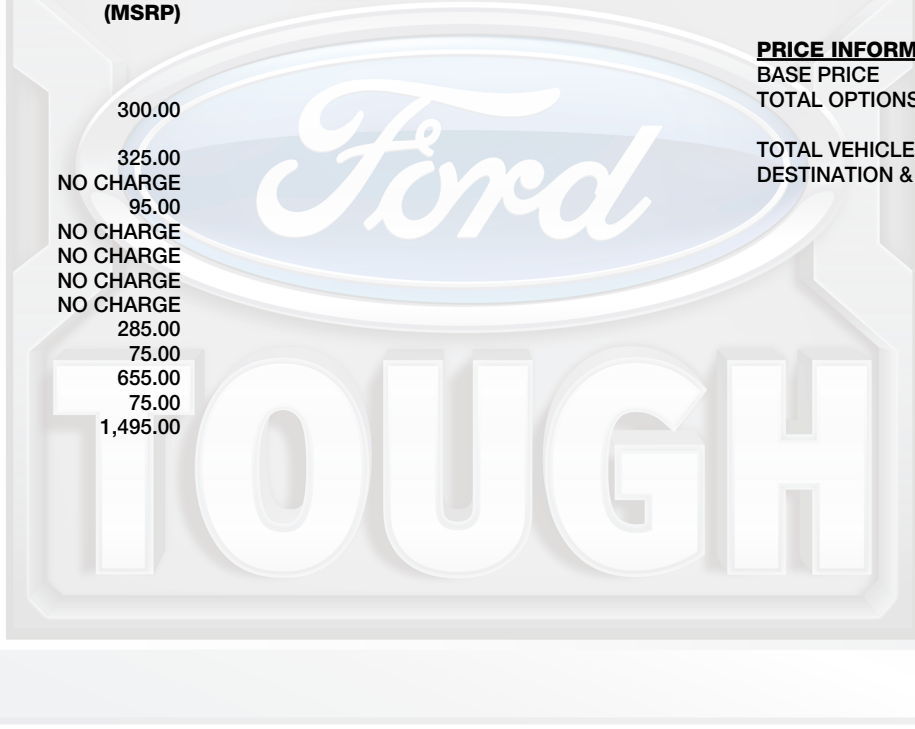 (MSRP)
300.00
325.00
NO CHARGE
95.00
NO CHARGE
NO CHARGE
NO CHARGE
NO CHARGE
285.00
75.00
655.00
75.00
1,495.00
PRICE INFORM
BASE PRICE
TOTAL OPTIONS
TOTAL VEHICLE
DESTINATION &
Ford
TOUGH